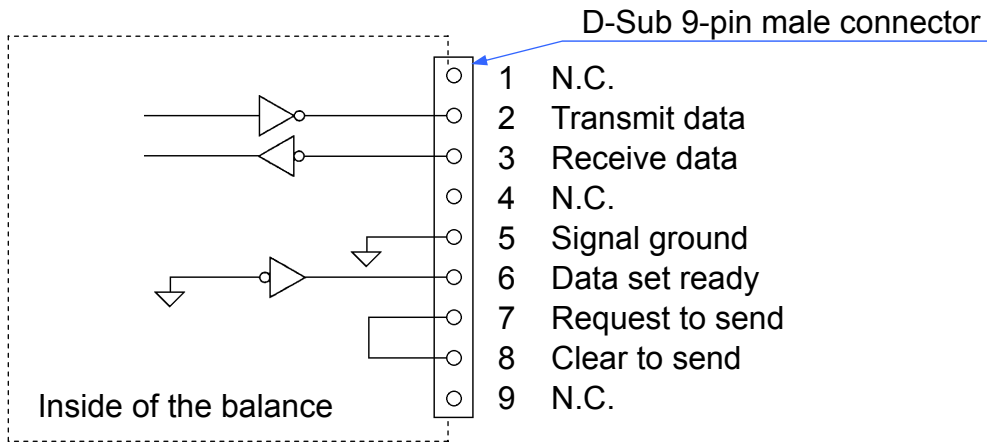 D-Sub 9-pin male connector
1 N.C.
2 Transmit data
3 Receive data
4 N.C.
5 Signal ground
6 Data set ready
7 Request to send
8 Clear to send
9 N.C.
Inside of the balance